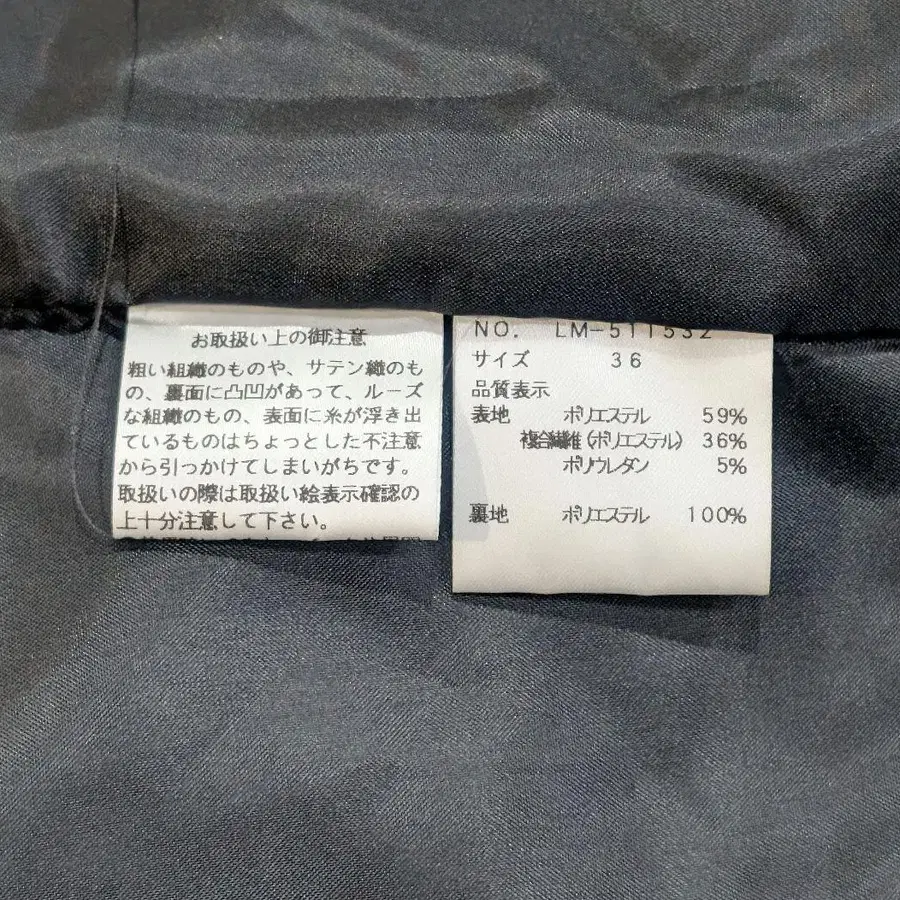 お取扱い上の御注意
粗い組織のものや、サテン織のも
の、裏面に凸凹があって、ルーズ
な組織のもの、表面に糸が浮き出
ているものはちょっとした不注意
から引っかけてしまいがちです。
取扱いの際は取扱い絵表示確認の
上十分注意して下さい。
NO. LM-511532
サイズ 36
品質表示
表地 ポリエステル 59%
複合繊維(ポリエステル) 36%
ポリウレタン 5%
裏地 ポリエステル 100%